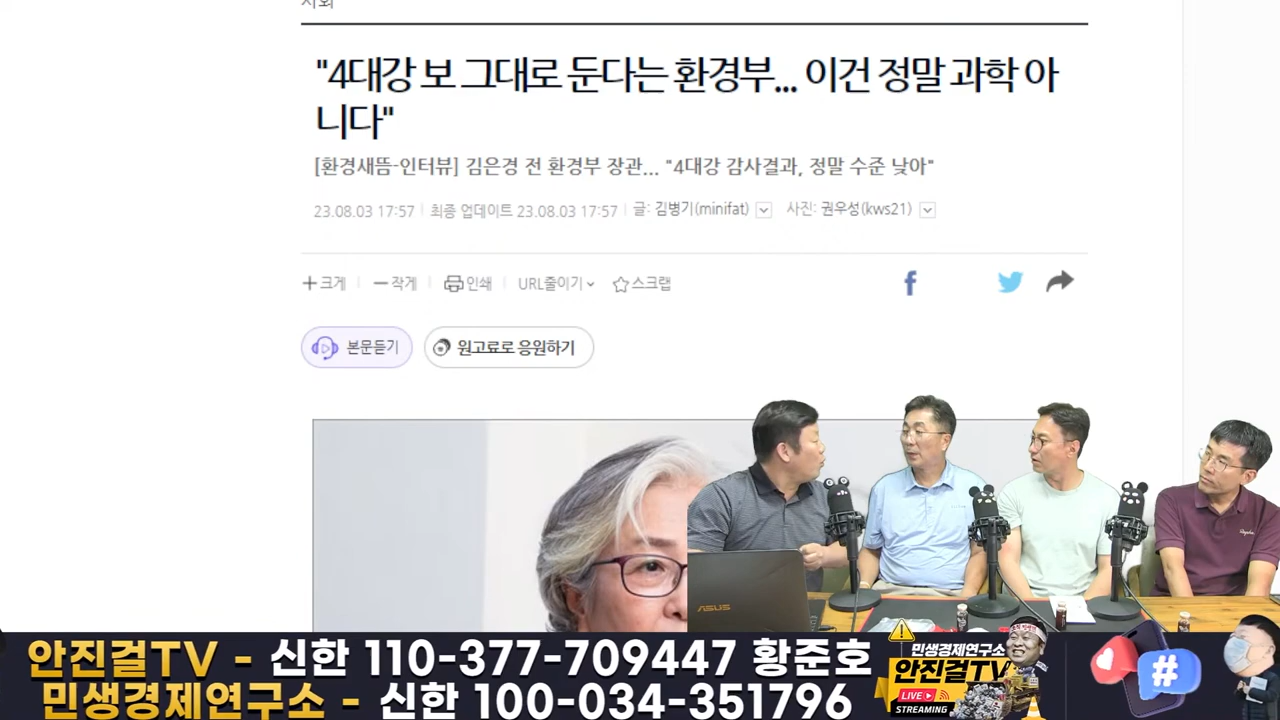 사회
"4대강 보 그대로 둔다는 환경부... 이건 정말 과학 아
니다"
[환경새뜸-인터뷰] 김은경 전 환경부 장관... "4대강 감사결과, 정말 수준 낮아"
23.08.03 17:57 최종 업데이트 23.08.03 17:57 글: 김병기(minifat) 사진: 권우성(kws21)
크게 작게 인쇄 URL줄이기 스크랩
본문듣기 원고료로 응원하기
ASUS
안진걸TV - 신한 110-377-709447 황준호
민생경제연구소 - 신한 100-034-351796
민생경제연구소
안진걸TV
LIVE
STREAMING
#